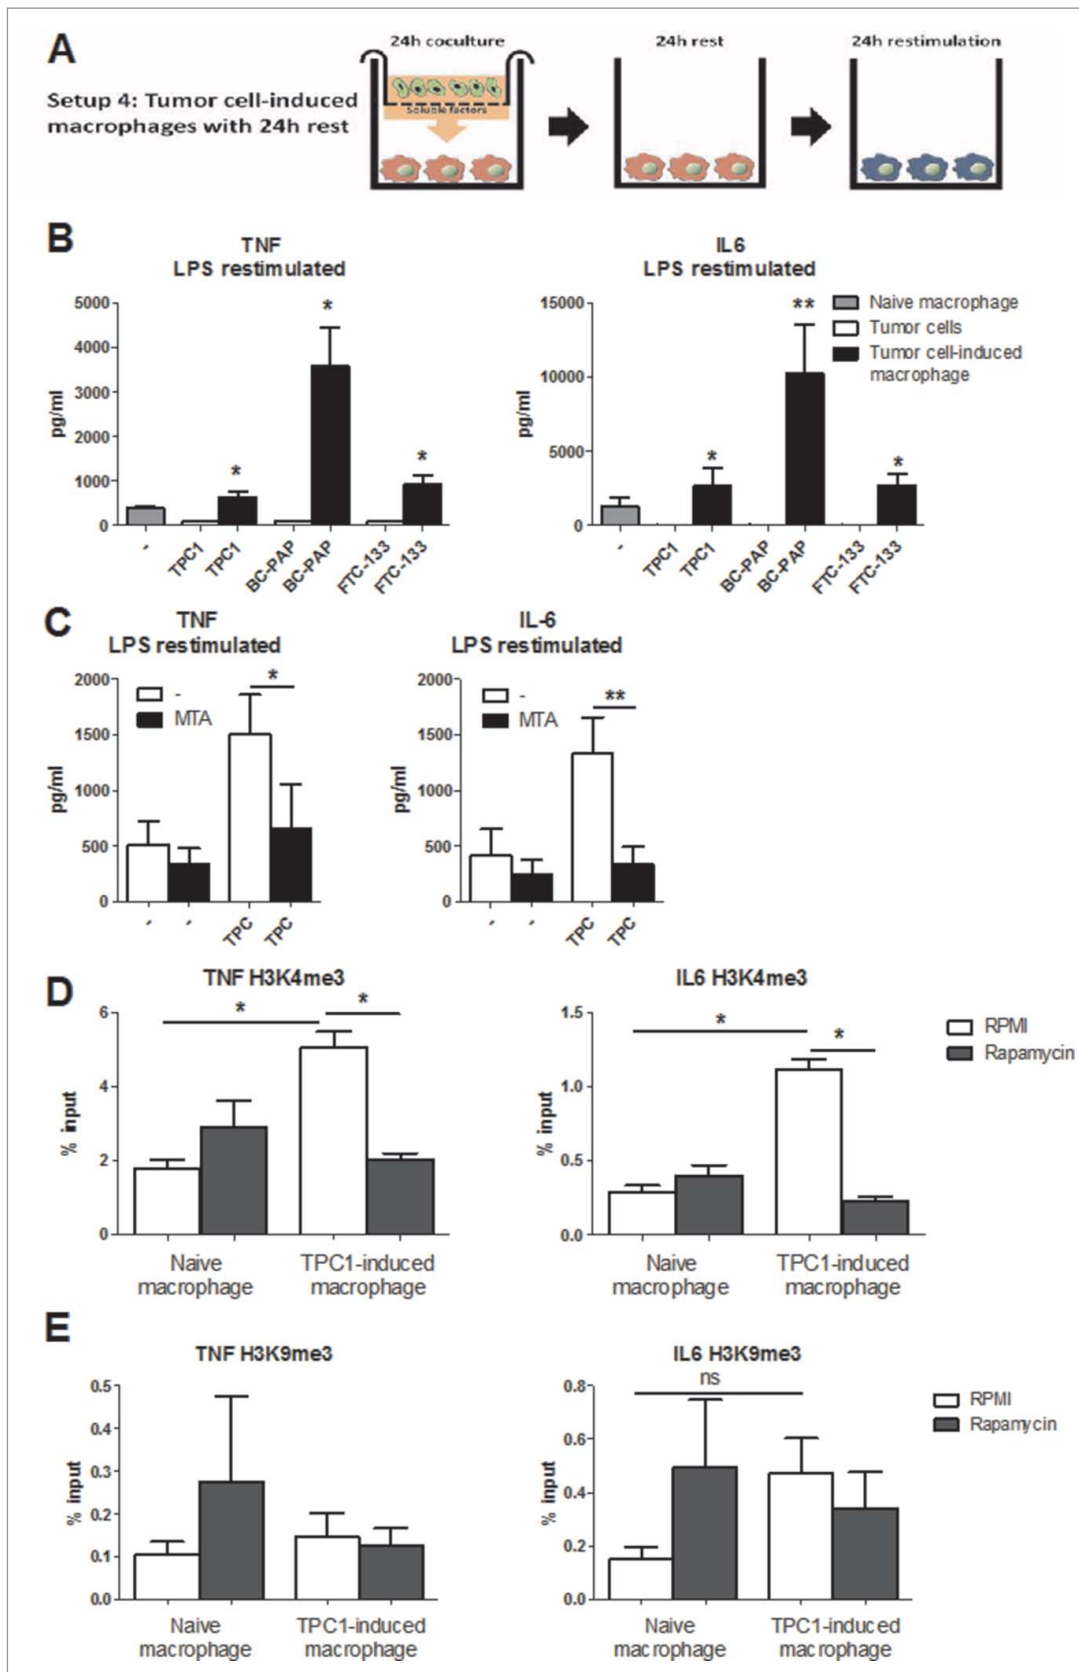 A
24h coculture
24h rest
24h restimulation
Setup 4: Tumor cell-induced
macrophages with 24h rest
Soluble factors
B
TNF
LPS restimulated
IL6
LPS restimulated
5000
4000
3000
2000
1000
0
pg/ml
*
*
*
-
TPC1
TPC1
BC-PAP
BC-PAP
FTC-133
FTC-133
15000
10000
5000
0
pg/ml
*
**
*
-
TPC1
TPC1
BC-PAP
BC-PAP
FTC-133
FTC-133
Naive macrophage
Tumor cells
Tumor cell-induced
macrophage
C
TNF
LPS restimulated
IL-6
LPS restimulated
2000
1500
1000
500
0
pg/ml
-
MTA
*
-
-
TPC
TPC
2000
1500
1000
500
0
pg/ml
-
MTA
**
-
-
TPC
TPC
D
TNF H3K4me3
IL6 H3K4me3
6
4
2
0
% input
*
*
Naive
macrophage
TPC1-induced
macrophage
1.5
1.0
0.5
0.0
% input
*
*
Naive
macrophage
TPC1-induced
macrophage
RPMI
Rapamycin
E
TNF H3K9me3
IL6 H3K9me3
0.5
0.4
0.3
0.2
0.1
0.0
% input
Naive
macrophage
TPC1-induced
macrophage
0.8
0.6
0.4
0.2
0.0
% input
ns
Naive
macrophage
TPC1-induced
macrophage
RPMI
Rapamycin